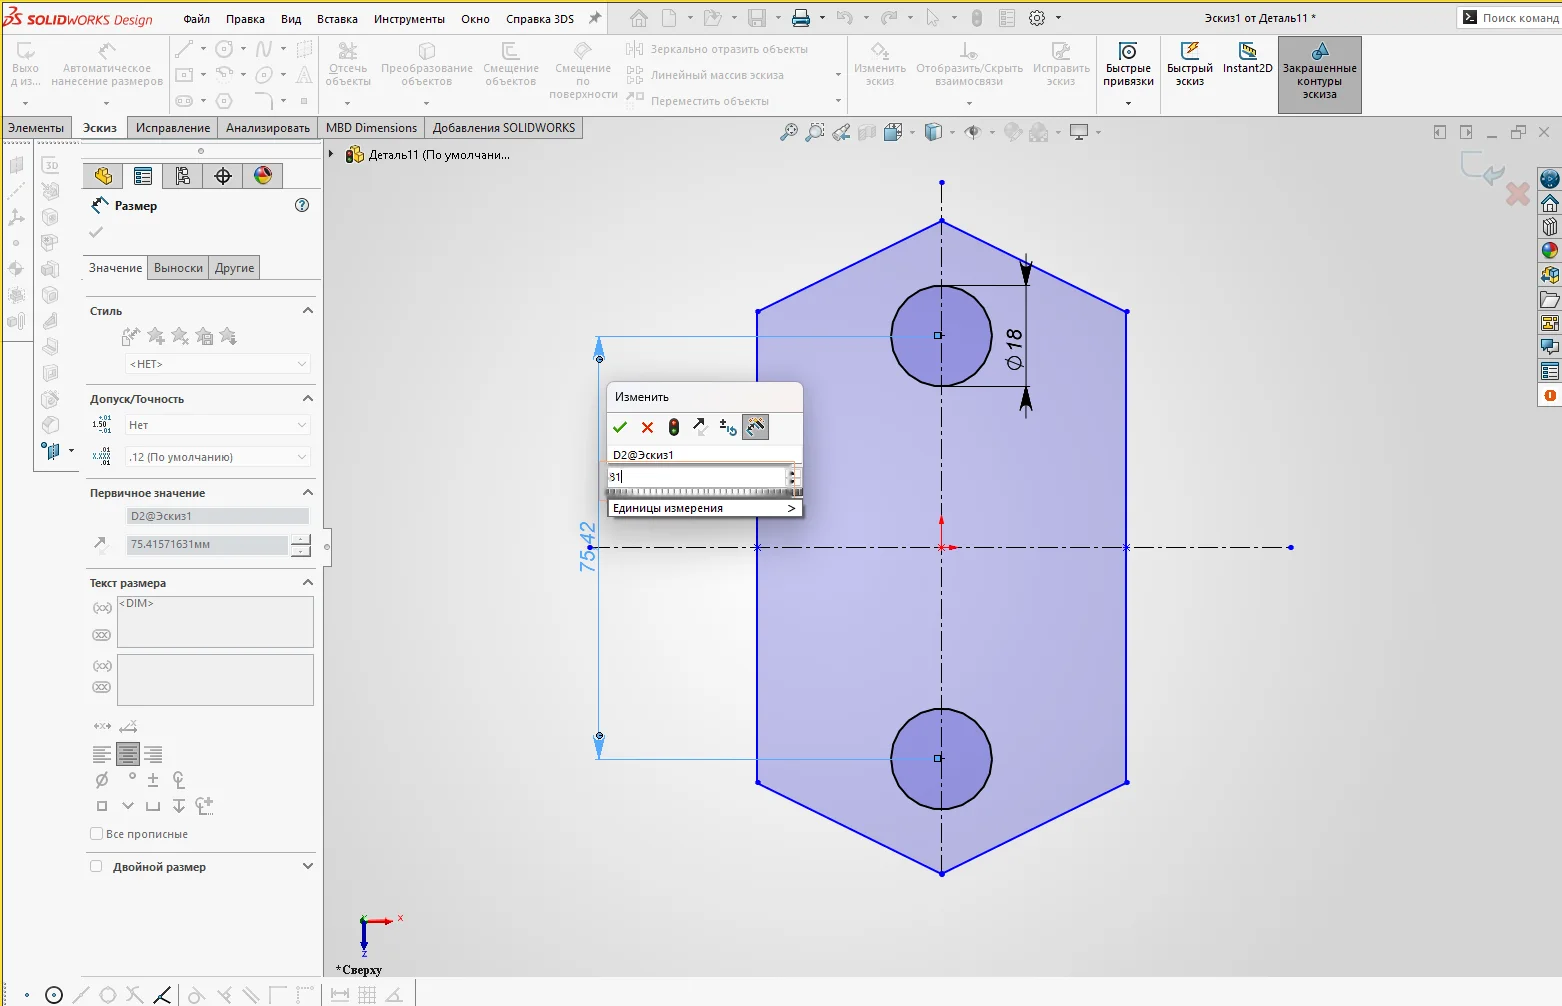 SOLIDWORKS Design
Файл Правка Вид Вставка Инструменты Окно Справка 3DS
Эскиз1 от Деталь11 *
Поиск команд
Выхо
д из...
Автоматическое
нанесение размеров
Отсечь
объекты
Преобразование
объектов
Смещение
объектов
Смещение
по
поверхности
Зеркально отразить объекты
Линейный массив эскиза
Переместить объекты
Изменить
эскиз
Отобразить/Скрыть
взаимосвязи
Исправить
эскиз
Быстрые
привязки
Быстрый
эскиз
Instant2D
Закрашенные
контуры
эскиза
Элементы Эскиз Исправление Анализировать MBD Dimensions Добавления SOLIDWORKS
Деталь11 (По умолчани...
Размер
Значение Выноски Другие
Стиль
<НЕТ>
Допуск/Точность
Нет
.12 (По умолчанию)
Первичное значение
D2@Эскиз1
75.41571631мм
Текст размера
<DIM>
Все прописные
Двойной размер
Изменить
D2@Эскиз1
81
Единицы измерения >
∅18
75.42
X
Z
*Сверху